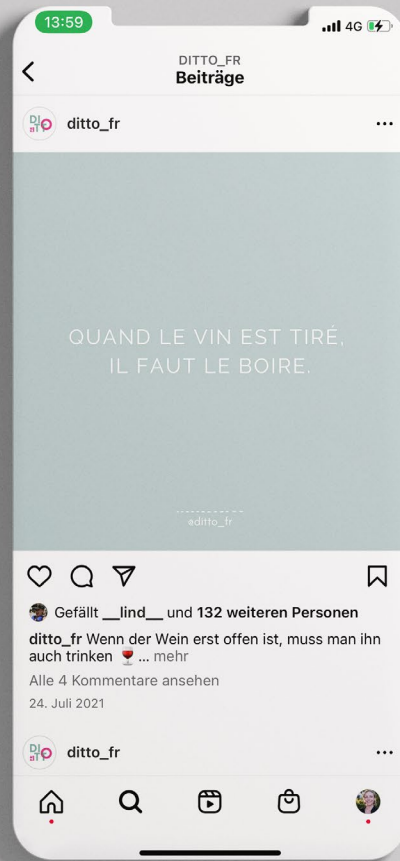 13:59
4G
DITTO_FR
Beiträge
ditto_fr
QUAND LE VIN EST TIRÉ,
IL FAUT LE BOIRE.
@ditto_fr
Gefällt __lind__ und 132 weiteren Personen
ditto_fr Wenn der Wein erst offen ist, muss man ihn
auch trinken 🍷... mehr
Alle 4 Kommentare ansehen
24. Juli 2021
ditto_fr